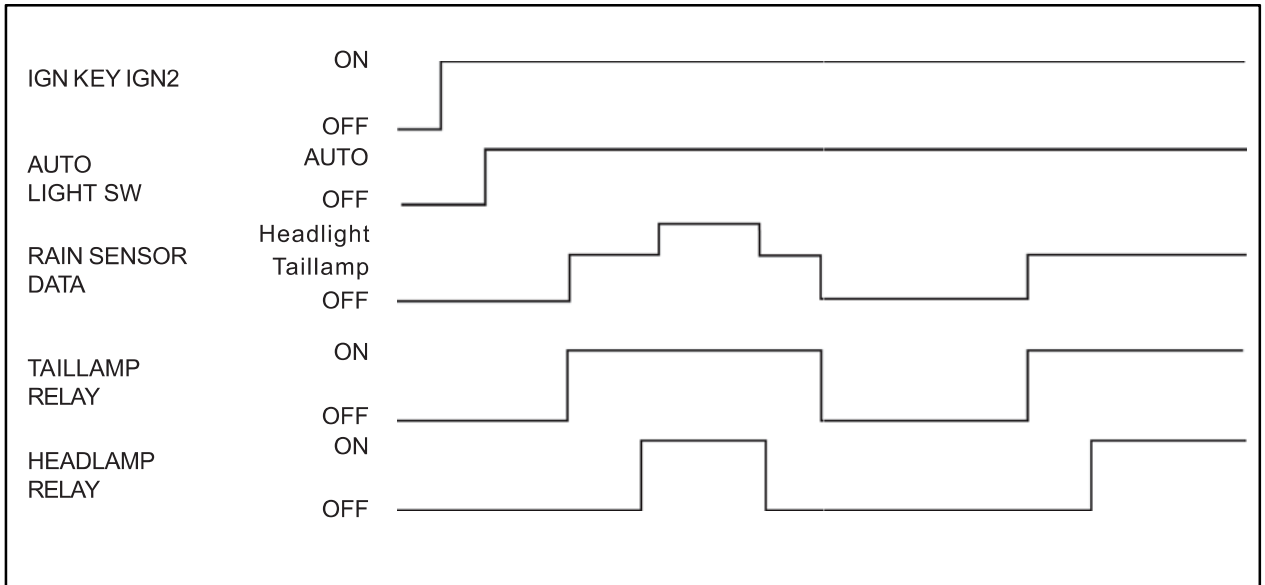 ON
IGN KEY IGN2
OFF
AUTO
AUTO
LIGHT SW
OFF
Headlight
RAIN SENSOR
Taillamp
DATA
OFF
ON
TAILLAMP
RELAY
OFF
ON
HEADLAMP
RELAY
OFF